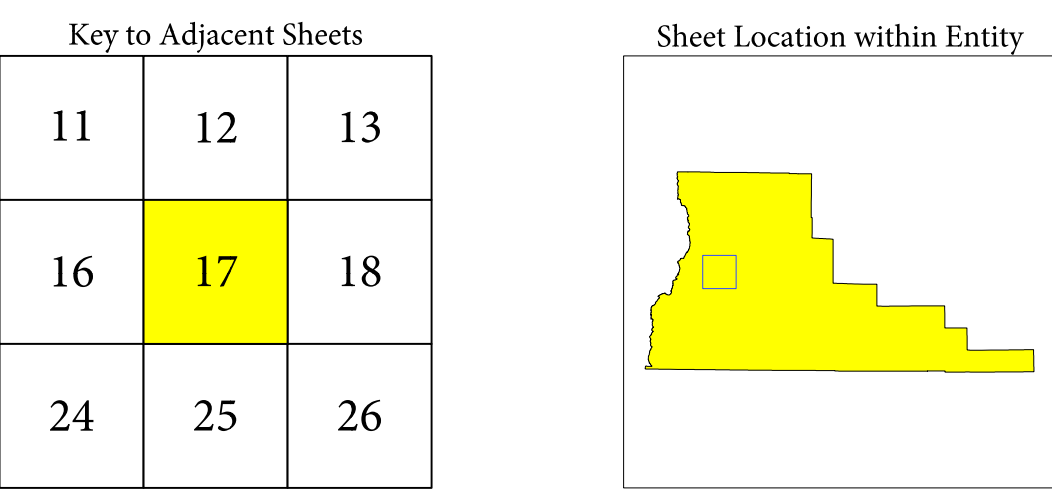 Key to Adjacent Sheets
Sheet Location within Entity
11 12 13
16 17 18
24 25 26